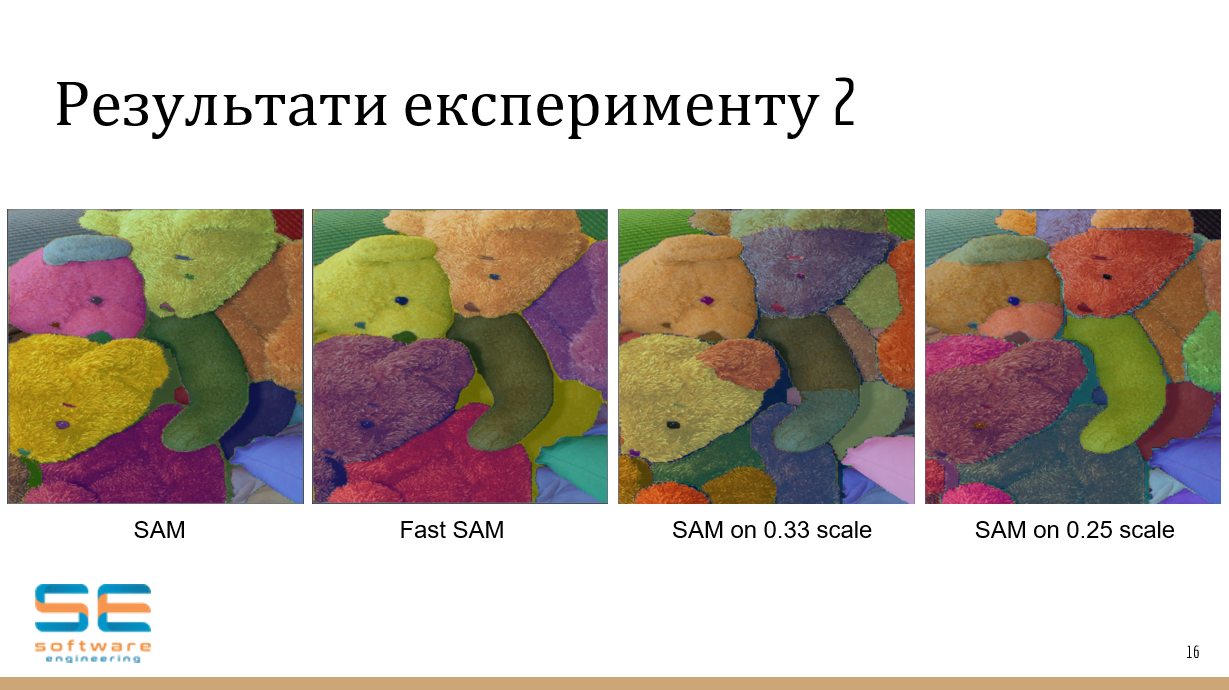 Результати експерименту 2
SAM
Fast SAM
SAM on 0.33 scale
SAM on 0.25 scale
SE
software
engineering
16